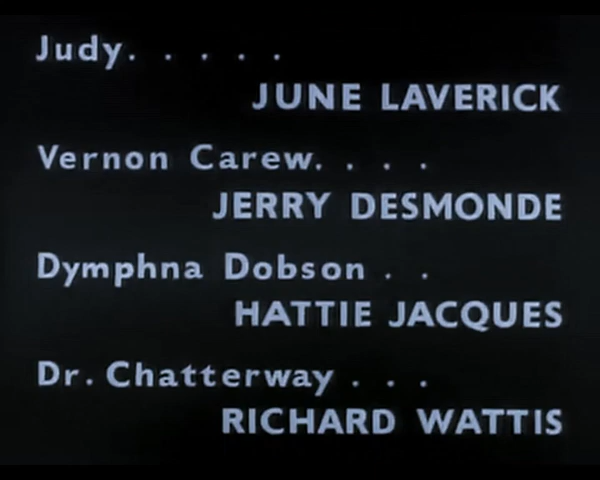 Judy. . . . .
JUNE LAVERICK
Vernon Carew. . . .
JERRY DESMONDE
Dymphna Dobson . .
HATTIE JACQUES
Dr. Chatterway . . .
RICHARD WATTIS